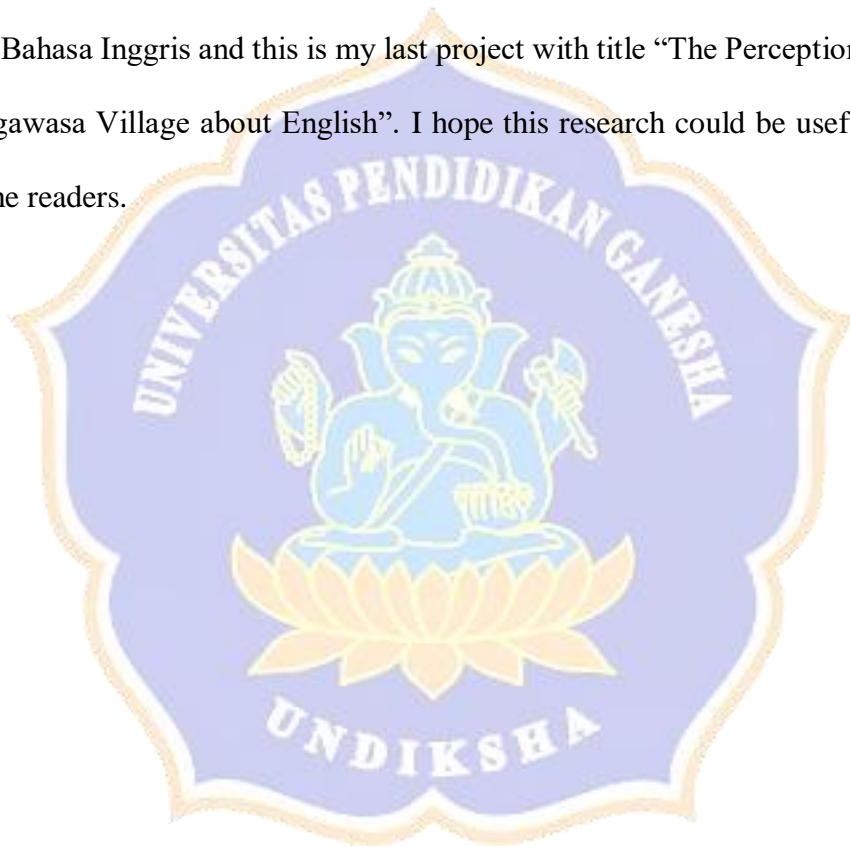 Bahasa Inggris and this is my last project with title “The Perception
gawasa Village about English”. I hope this research could be usef
he readers.
UNIVERSITAS PENDIDIKAN GANESHA
UNDIKSHA